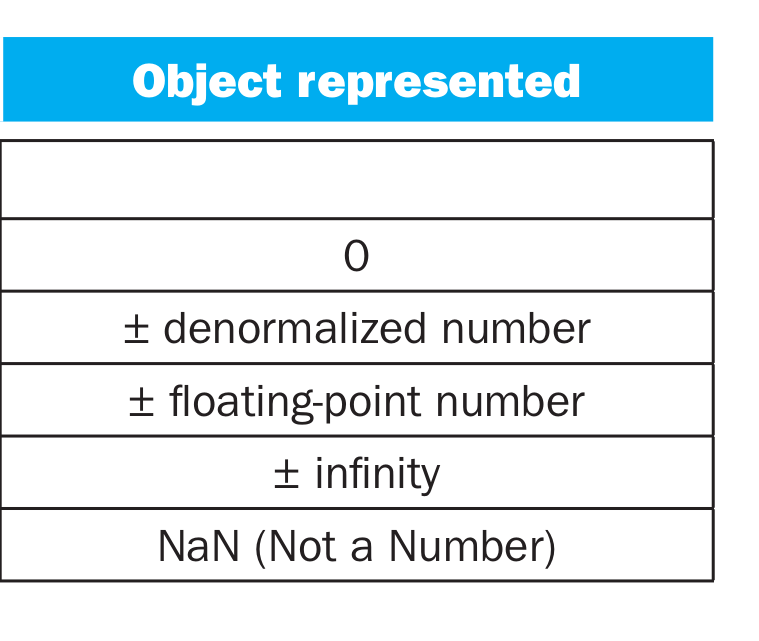 Object represented
0
± denormalized number
± floating-point number
± infinity
NaN (Not a Number)